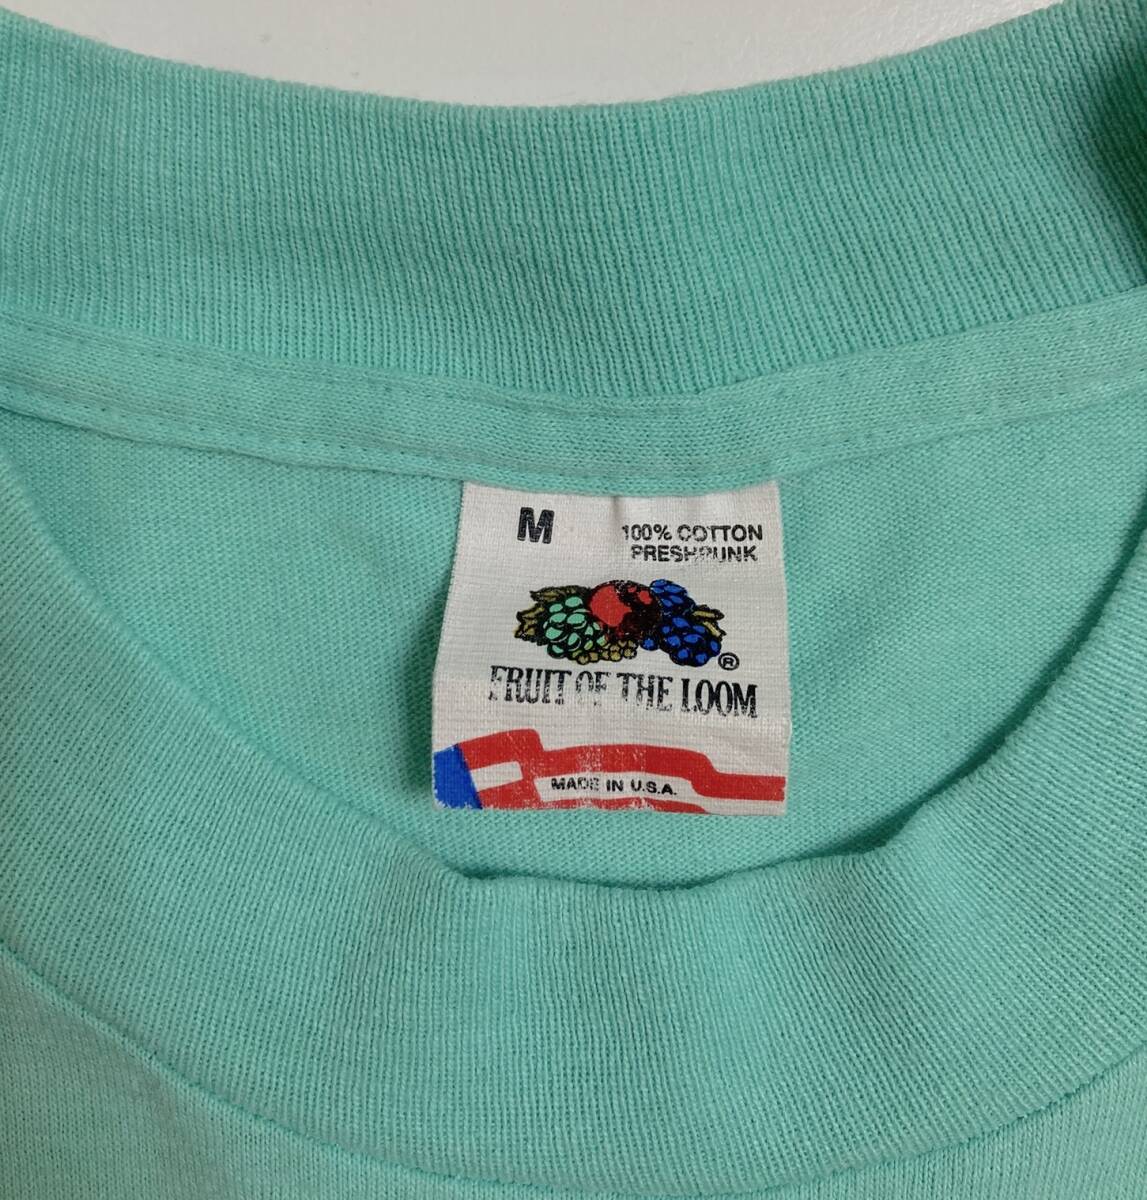 M
100% COTTON
PRESHRUNK
®
FRUIT OF THE LOOM
MADE IN U.S.A.